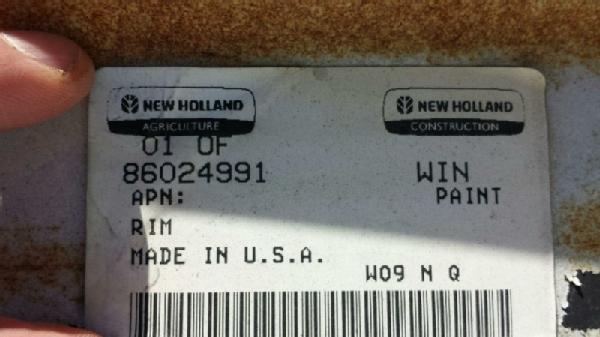 NEW HOLLAND NEW HOLLAND
AGRICULTURE CONSTRUCTION
01 OF
86024991 WIN
APN: PAINT
RIM
MADE IN U.S.A.
W09 N Q